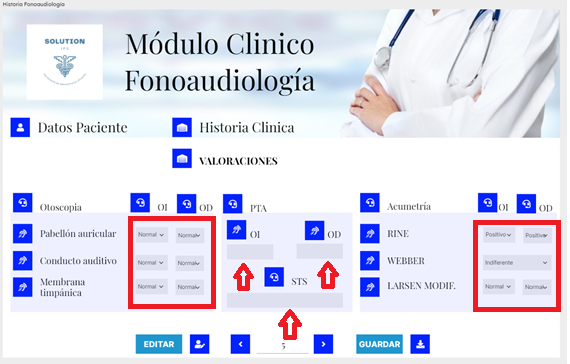 Historia Fonoaudiología
SOLUTION
IPS
Módulo Clinico
Fonoaudiología
Datos Paciente
Historia Clinica
VALORACIONES
Otoscopia OI OD PTA Acumetría OI OD
Pabellón auricular Normal Normal OI OD RINE Positivo Positivo
Conducto auditivo Normal Normal WEBBER Indiferente
Membrana timpánica Normal Normal STS LARSEN MODIF. Normal Normal
EDITAR 5 GUARDAR